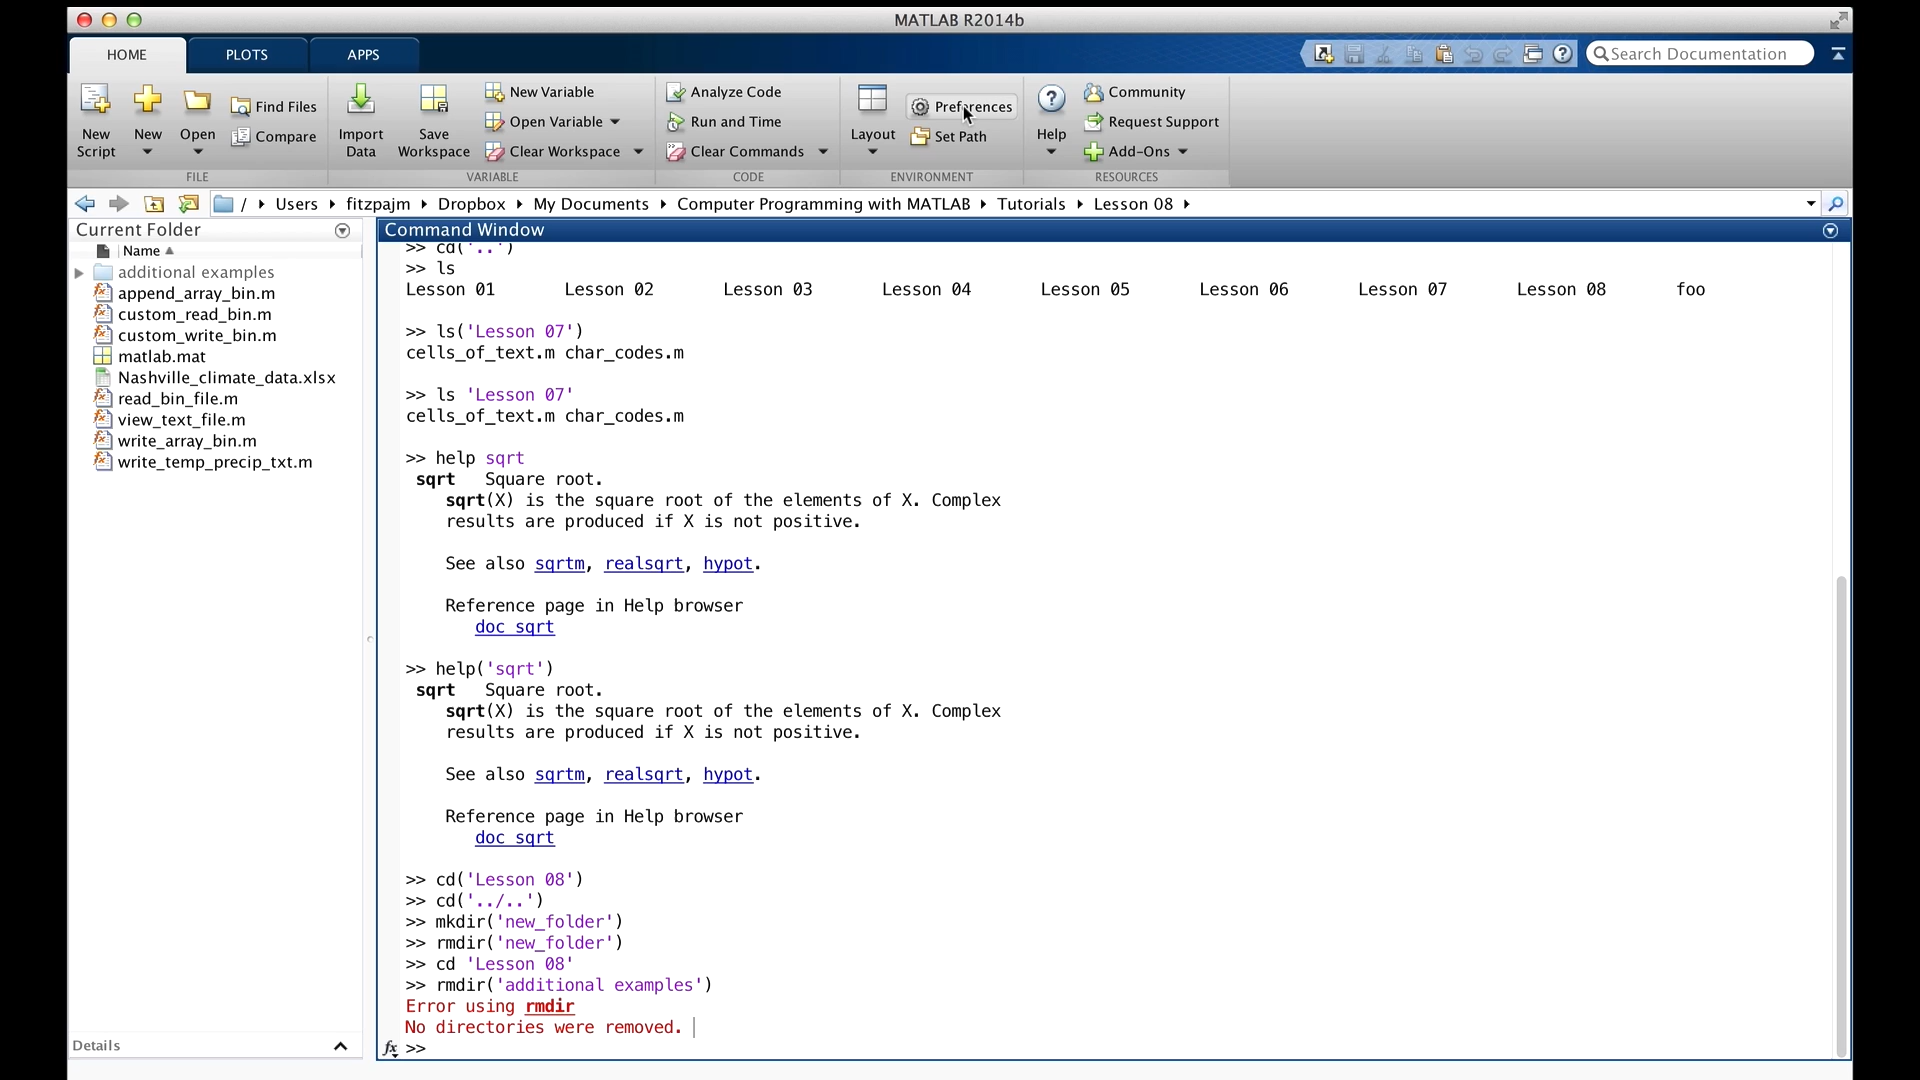 MATLAB R2014b
HOME PLOTS APPS
Search Documentation
New Script
New
Open
Find Files
Compare
Import Data
Save Workspace
New Variable
Open Variable
Clear Workspace
Analyze Code
Run and Time
Clear Commands
Layout
Preferences
Set Path
Help
Community
Request Support
Add-Ons
FILE VARIABLE CODE ENVIRONMENT RESOURCES
/ Users fitzpajm Dropbox My Documents Computer Programming with MATLAB Tutorials Lesson 08
Current Folder
Name
additional examples
append_array_bin.m
custom_read_bin.m
custom_write_bin.m
matlab.mat
Nashville_climate_data.xlsx
read_bin_file.m
view_text_file.m
write_array_bin.m
write_temp_precip_txt.m
Details
Command Window
>> cd('..')
>> ls
Lesson 01 Lesson 02 Lesson 03 Lesson 04 Lesson 05 Lesson 06 Lesson 07 Lesson 08 foo
>> ls('Lesson 07')
cells_of_text.m char_codes.m
>> ls 'Lesson 07'
cells_of_text.m char_codes.m
>> help sqrt
sqrt Square root.
sqrt(X) is the square root of the elements of X. Complex
results are produced if X is not positive.
See also sqrtm, realsqrt, hypot.
Reference page in Help browser
doc sqrt
>> help('sqrt')
sqrt Square root.
sqrt(X) is the square root of the elements of X. Complex
results are produced if X is not positive.
See also sqrtm, realsqrt, hypot.
Reference page in Help browser
doc sqrt
>> cd('Lesson 08')
>> cd('../..')
>> mkdir('new_folder')
>> rmdir('new_folder')
>> cd 'Lesson 08'
>> rmdir('additional examples')
Error using rmdir
No directories were removed.
fx >>